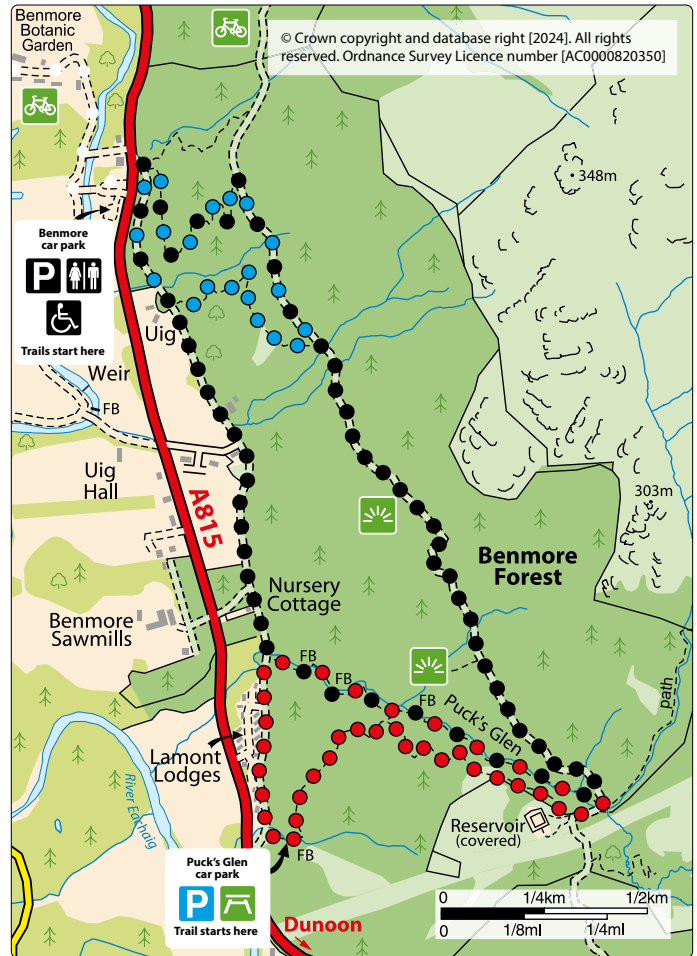 Benmore
Botanic
Garden
© Crown copyright and database right [2024]. All rights
reserved. Ordnance Survey Licence number [AC0000820350]
348m
Benmore
car park
P
Trails start here
Uig
Weir
FB
Uig
Hall
A815
303m
Benmore
Forest
Nursery
Cottage
Benmore
Sawmills
FB
FB
FB
Puck's Glen
path
Lamont
Lodges
River Eachaig
Reservoir
(covered)
FB
Puck's Glen
car park
P
Trail starts here
Dunoon
0 1/4km 1/2km
0 1/8ml 1/4ml